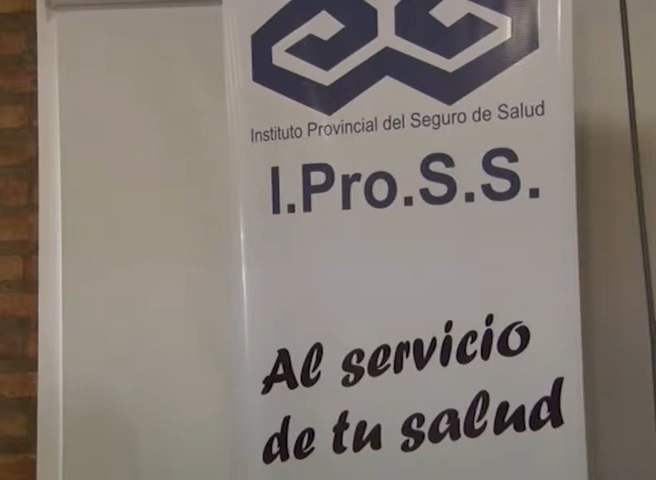 Instituto Provincial del Seguro de Salud
I.Pro.S.S.
Al servicio
de tu salud